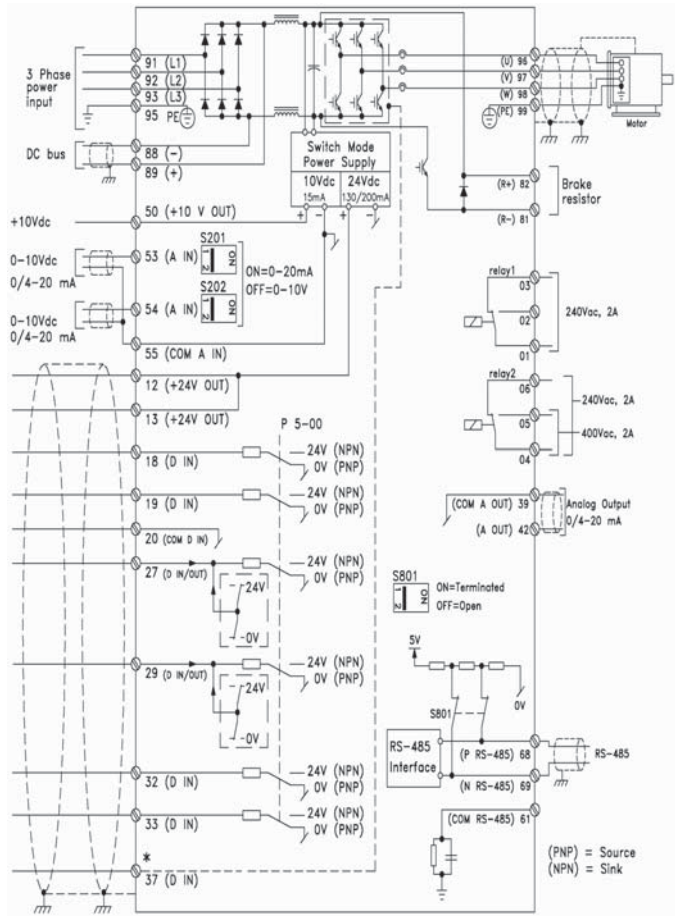 3 Phase
power
input
91 (L1)
92 (L2)
93 (L3)
95 PE
DC bus
88 (-)
89 (+)
+10Vdc
50 (+10 V OUT)
0-10Vdc
0/4-20 mA
53 (A IN)
S201
ON
1 2
S202
ON
1 2
ON=0-20mA
OFF=0-10V
0-10Vdc
0/4-20 mA
54 (A IN)
55 (COM A IN)
12 (+24V OUT)
13 (+24V OUT)
P 5-00
18 (D IN)
24V (NPN)
0V (PNP)
19 (D IN)
24V (NPN)
0V (PNP)
20 (COM D IN)
27 (D IN/OUT)
24V (NPN)
0V (PNP)
24V
0V
29 (D IN/OUT)
24V (NPN)
0V (PNP)
24V
0V
32 (D IN)
24V (NPN)
0V (PNP)
33 (D IN)
24V (NPN)
0V (PNP)
*
37 (D IN)
Switch Mode
Power Supply
10Vdc
15mA
24Vdc
130/200mA
+ - + -
(U) 96
(V) 97
(W) 98
(PE) 99
Motor
(R+) 82
(R-) 81
Brake
resistor
relay1
03
02
01
240Vac, 2A
relay2
06
05
04
240Vac, 2A
400Vac, 2A
(COM A OUT) 39
(A OUT) 42
Analog Output
0/4-20 mA
S801
ON
1 2
ON=Terminated
OFF=Open
5V
0V
S801
RS-485
Interface
(P RS-485) 68
(N RS-485) 69
RS-485
(COM RS-485) 61
(PNP) = Source
(NPN) = Sink